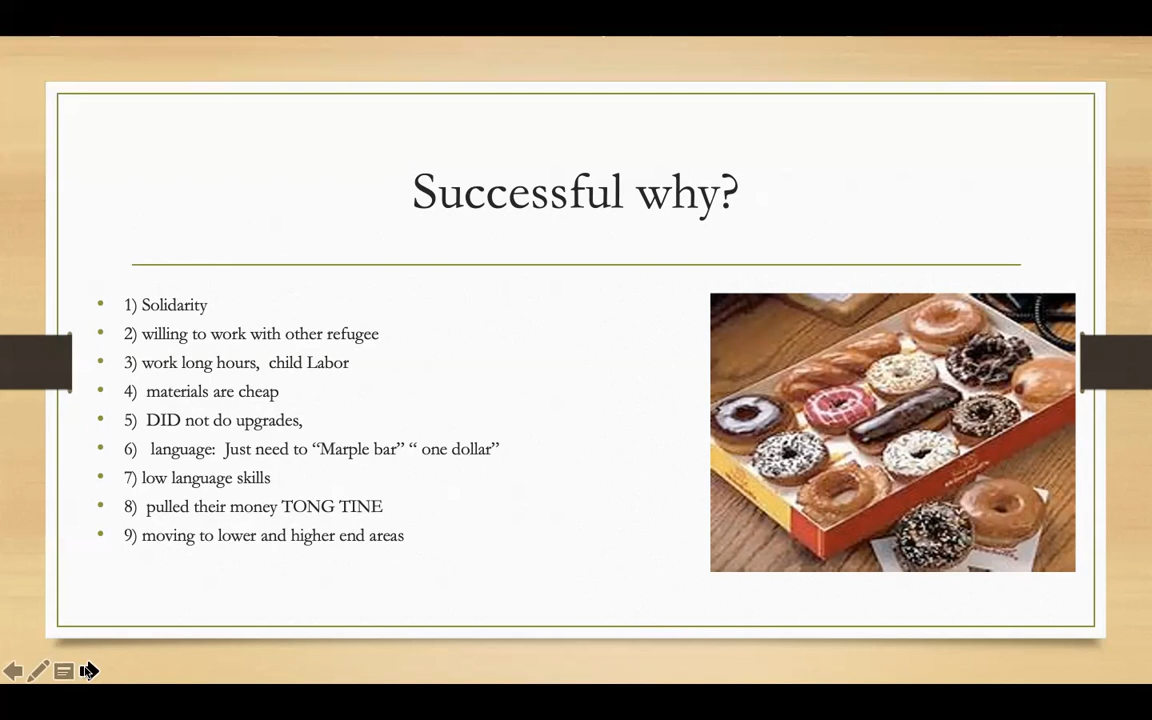 Successful why?
• 1) Solidarity
• 2) willing to work with other refugee
• 3) work long hours,  child Labor
• 4)  materials are cheap
• 5)  DID not do upgrades,
• 6)   language:  Just need to “Marple bar” “ one dollar”
• 7) low language skills
• 8)  pulled their money TONG TINE
• 9) moving to lower and higher end areas